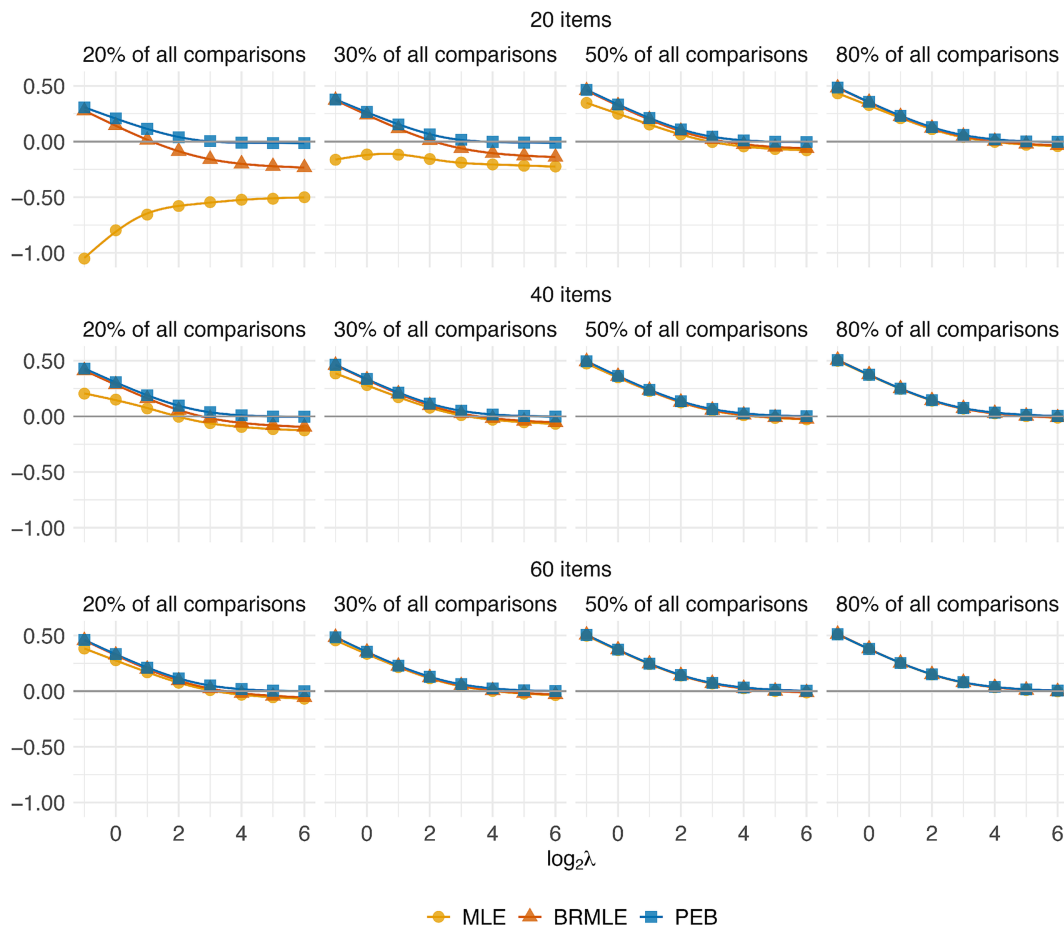 20 items
20% of all comparisons 30% of all comparisons 50% of all comparisons 80% of all comparisons
0.50
0.00
−0.50
−1.00
40 items
20% of all comparisons 30% of all comparisons 50% of all comparisons 80% of all comparisons
0.50
0.00
−0.50
−1.00
60 items
20% of all comparisons 30% of all comparisons 50% of all comparisons 80% of all comparisons
0.50
0.00
−0.50
−1.00
0 2 4 6 0 2 4 6 0 2 4 6 0 2 4 6
log₂λ
MLE BRMLE PEB